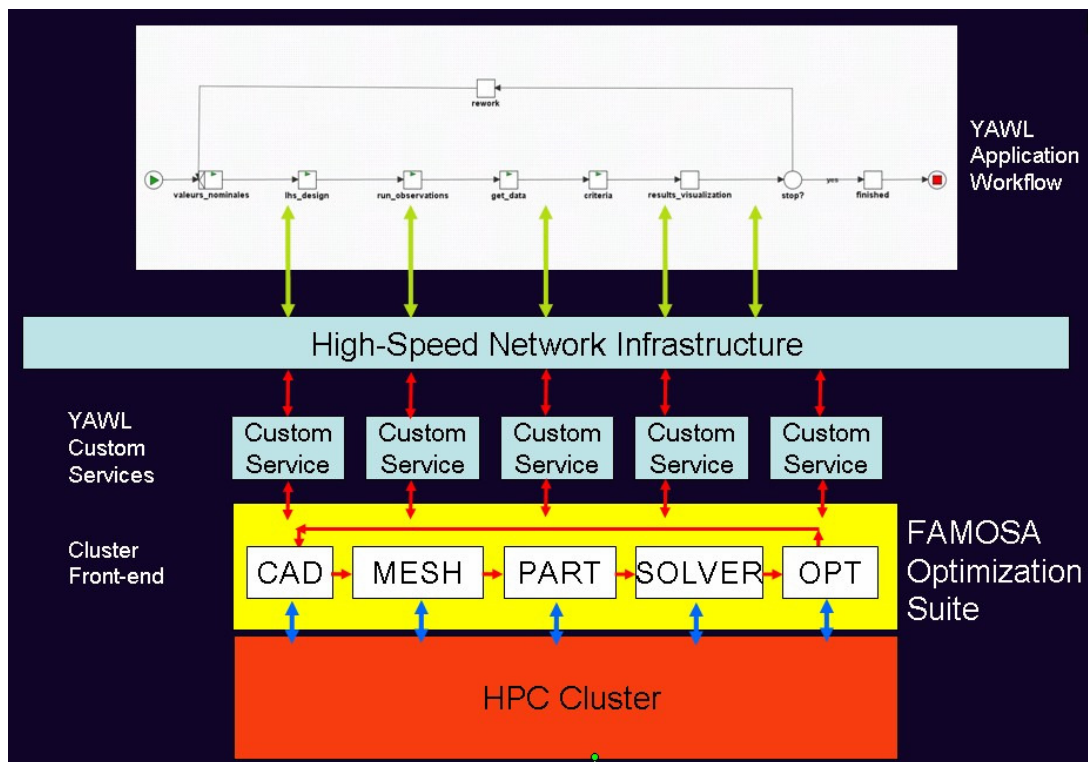 rework
YAWL
Application
Workflow
valeurs_nominales
lhs_design
run_observations
get_data
criteria
results_visualization
stop?
yes
finished
High-Speed Network Infrastructure
YAWL
Custom
Services
Custom
Service
Custom
Service
Custom
Service
Custom
Service
Custom
Service
Cluster
Front-end
FAMOSA
Optimization
Suite
CAD
MESH
PART
SOLVER
OPT
HPC Cluster